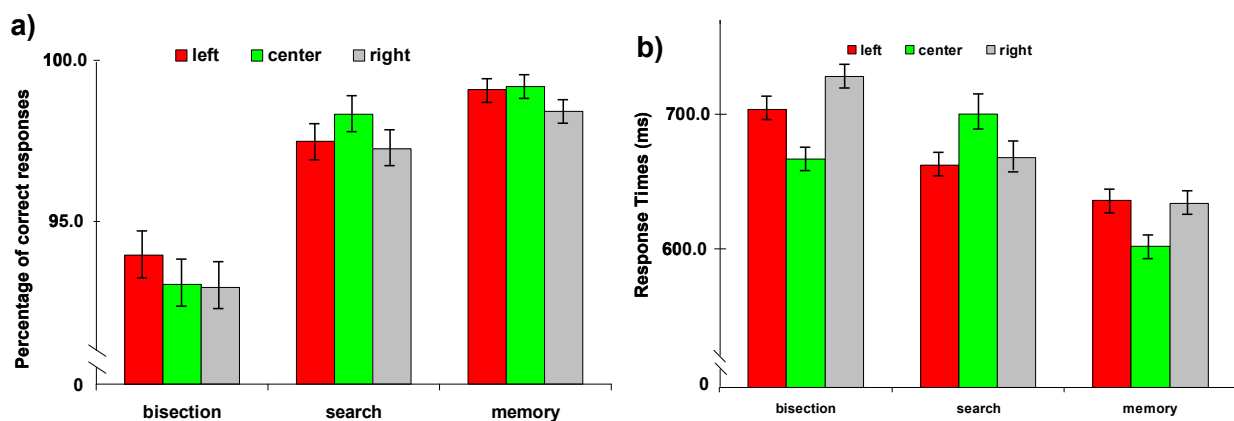 a)
left center right
100.0
95.0
0
Percentage of correct responses
bisection search memory
b)
left center right
700.0
600.0
0
Response Times (ms)
bisection search memory